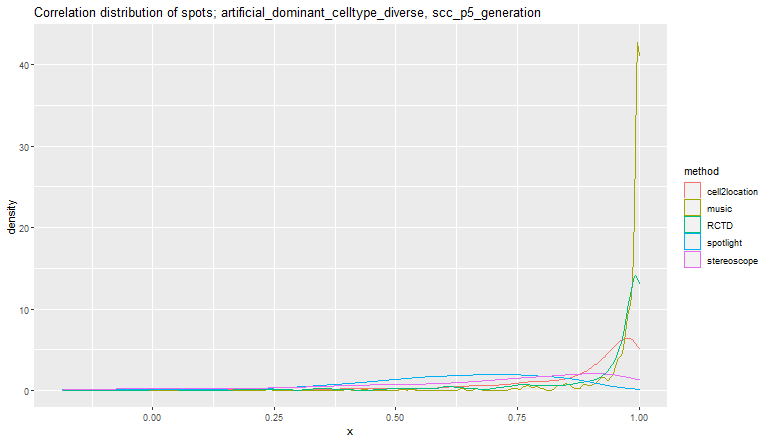 Correlation distribution of spots; artificial_dominant_celltype_diverse, scc_p5_generation
density
40
30
20
10
0
0.00 0.25 0.50 0.75 1.00
x
method
cell2location
music
RCTD
spotlight
stereoscope